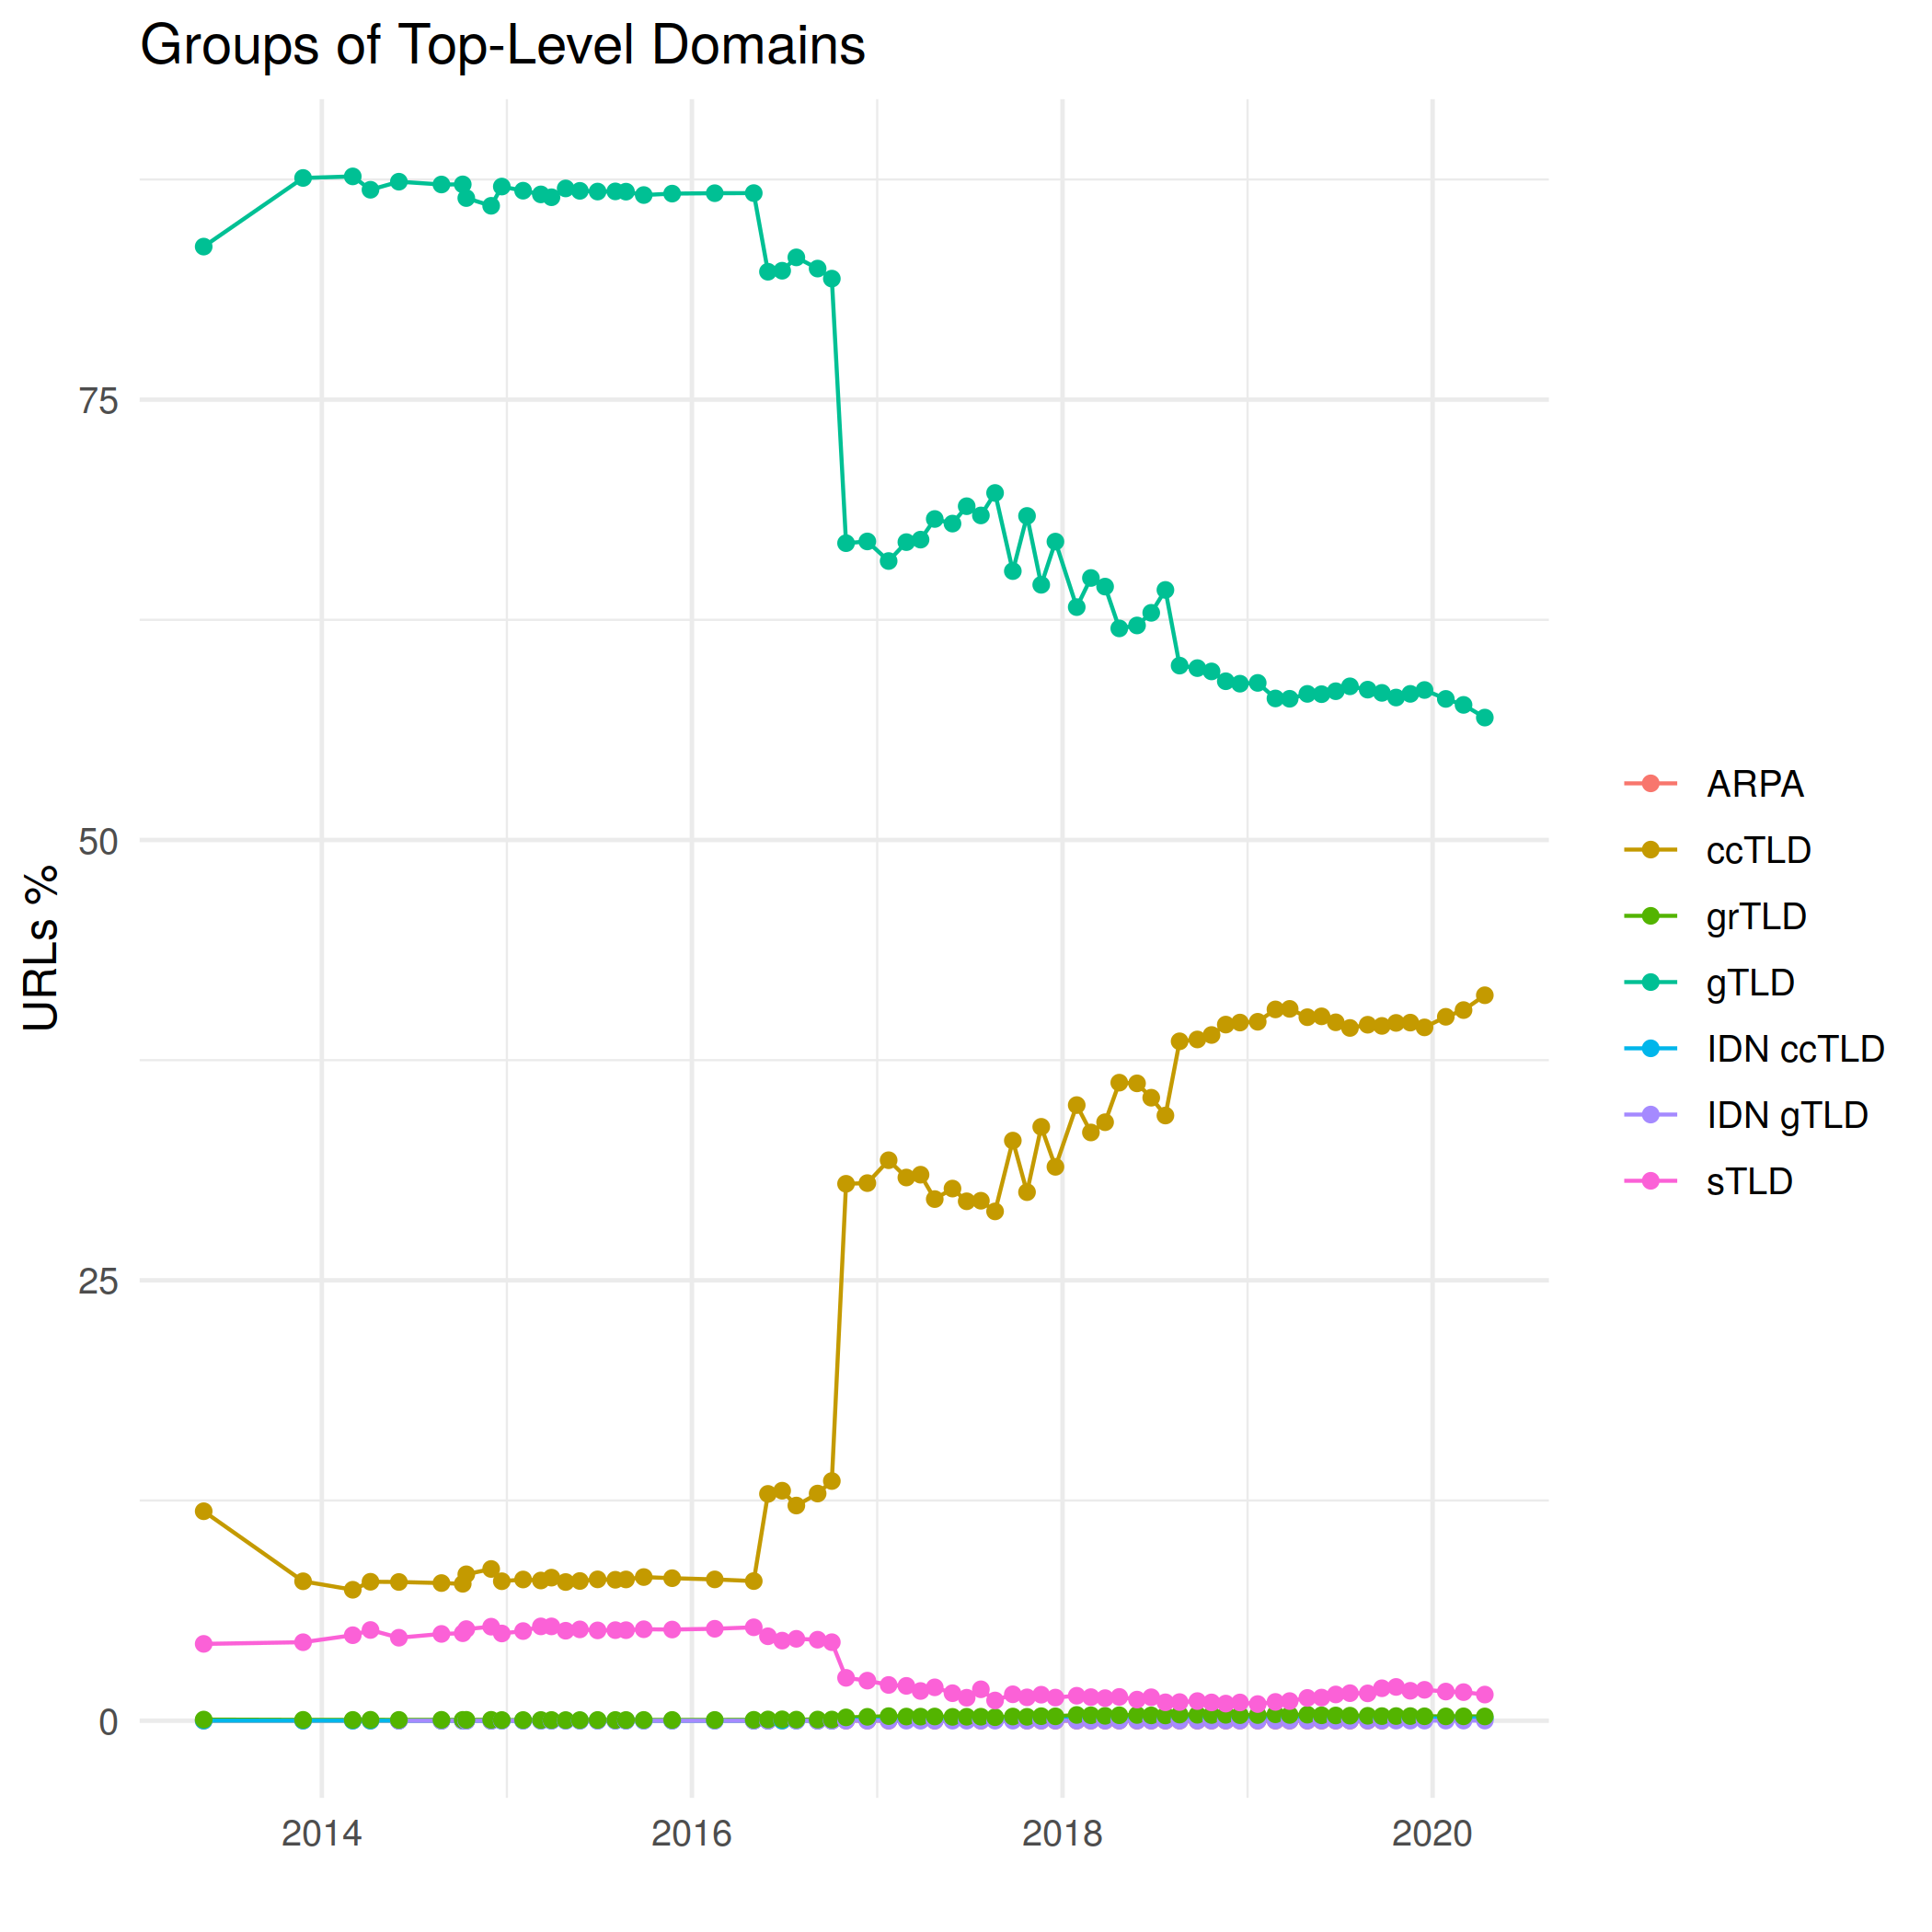 Groups of Top-Level Domains
URLs %
75
50
25
0
2014
2016
2018
2020
ARPA
ccTLD
grTLD
gTLD
IDN ccTLD
IDN gTLD
sTLD